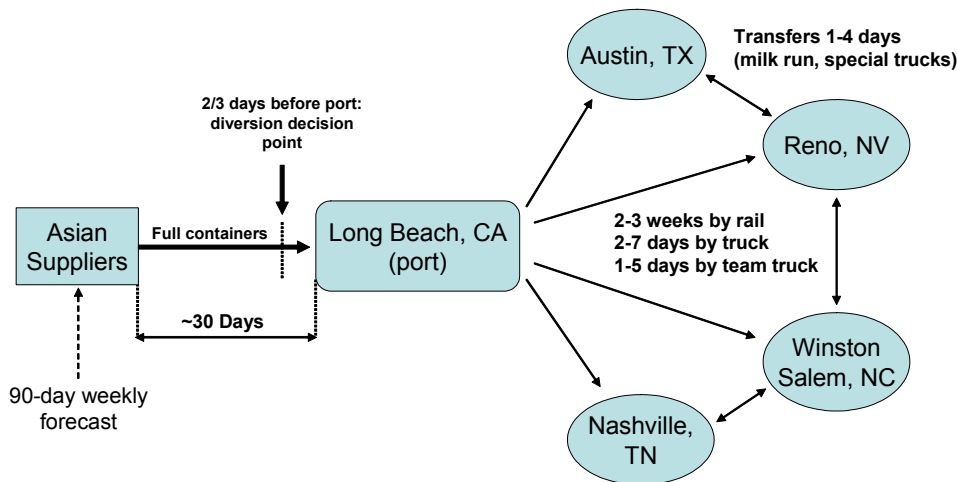 Austin, TX
Transfers 1-4 days
(milk run, special trucks)
2/3 days before port:
diversion decision
point
Reno, NV
Asian
Suppliers
Full containers
Long Beach, CA
(port)
2-3 weeks by rail
2-7 days by truck
1-5 days by team truck
~30 Days
Winston
Salem, NC
90-day weekly
forecast
Nashville,
TN